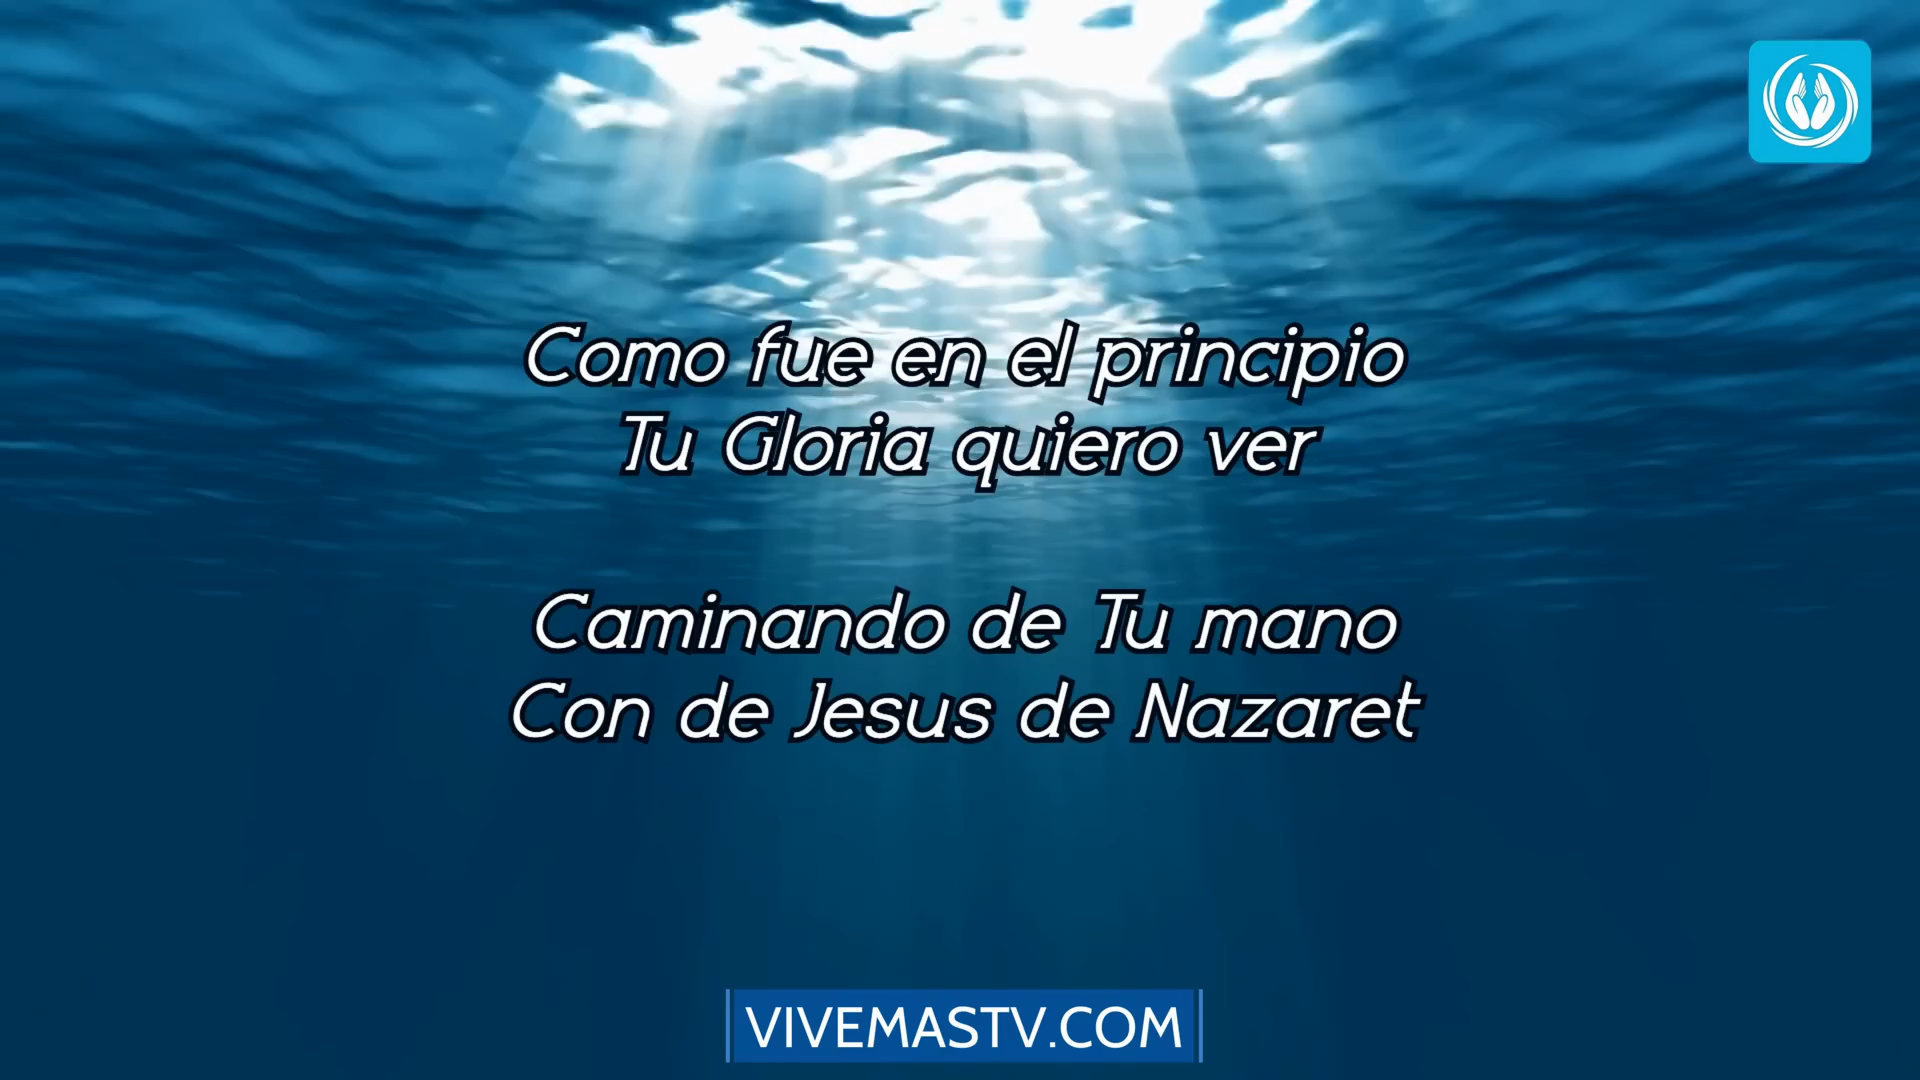 Como fue en el principio
Tu Gloria quiero ver
Caminando de Tu mano
Con de Jesus de Nazaret
VIVEMASTV.COM